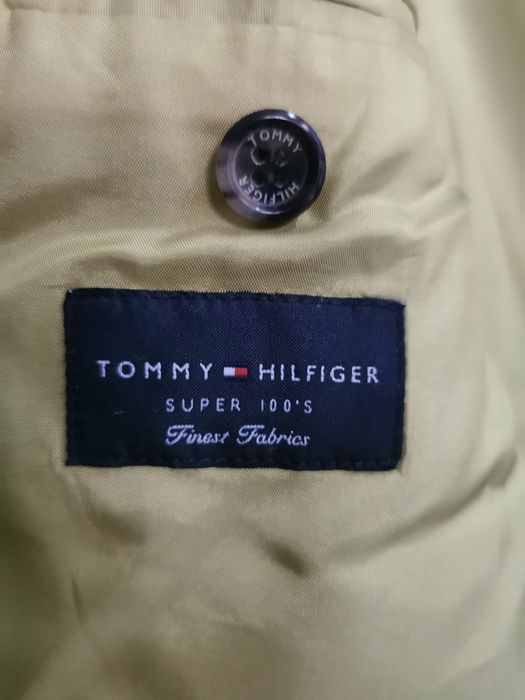 TOMMY
HILFIGER
TOMMY HILFIGER
SUPER 100'S
Finest Fabrics